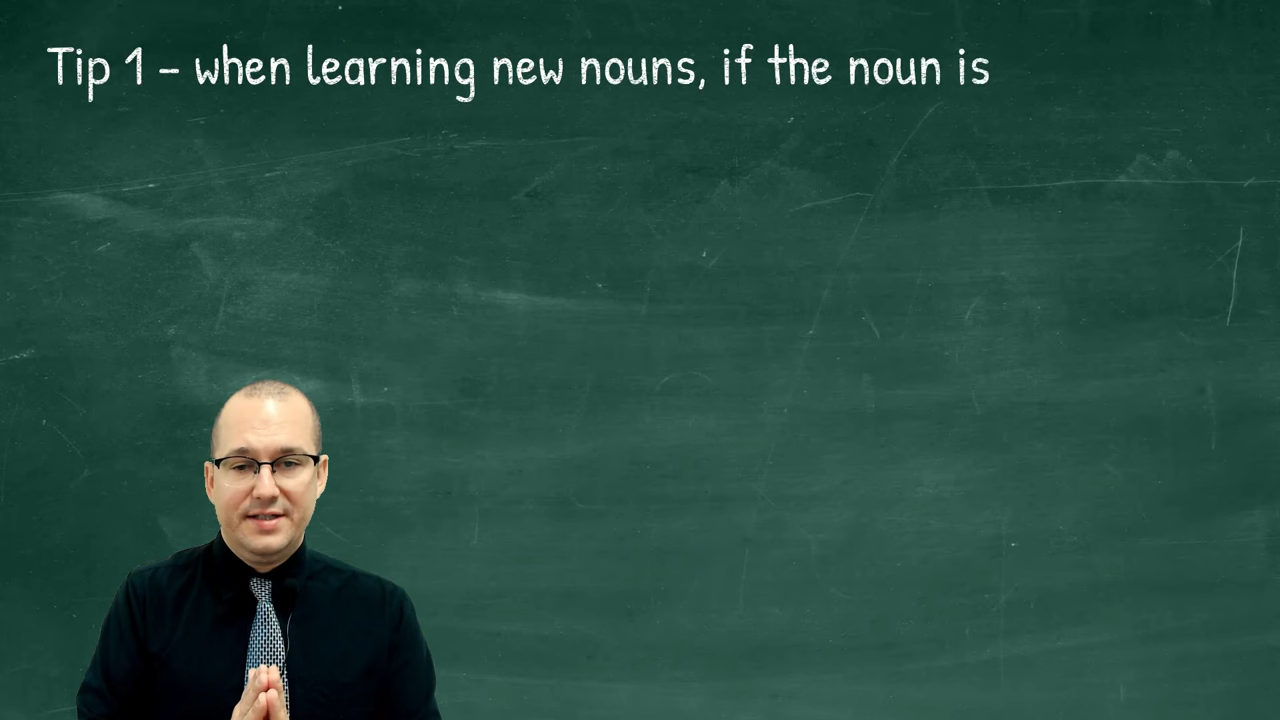 Tip 1 – when learning new nouns, if the noun is